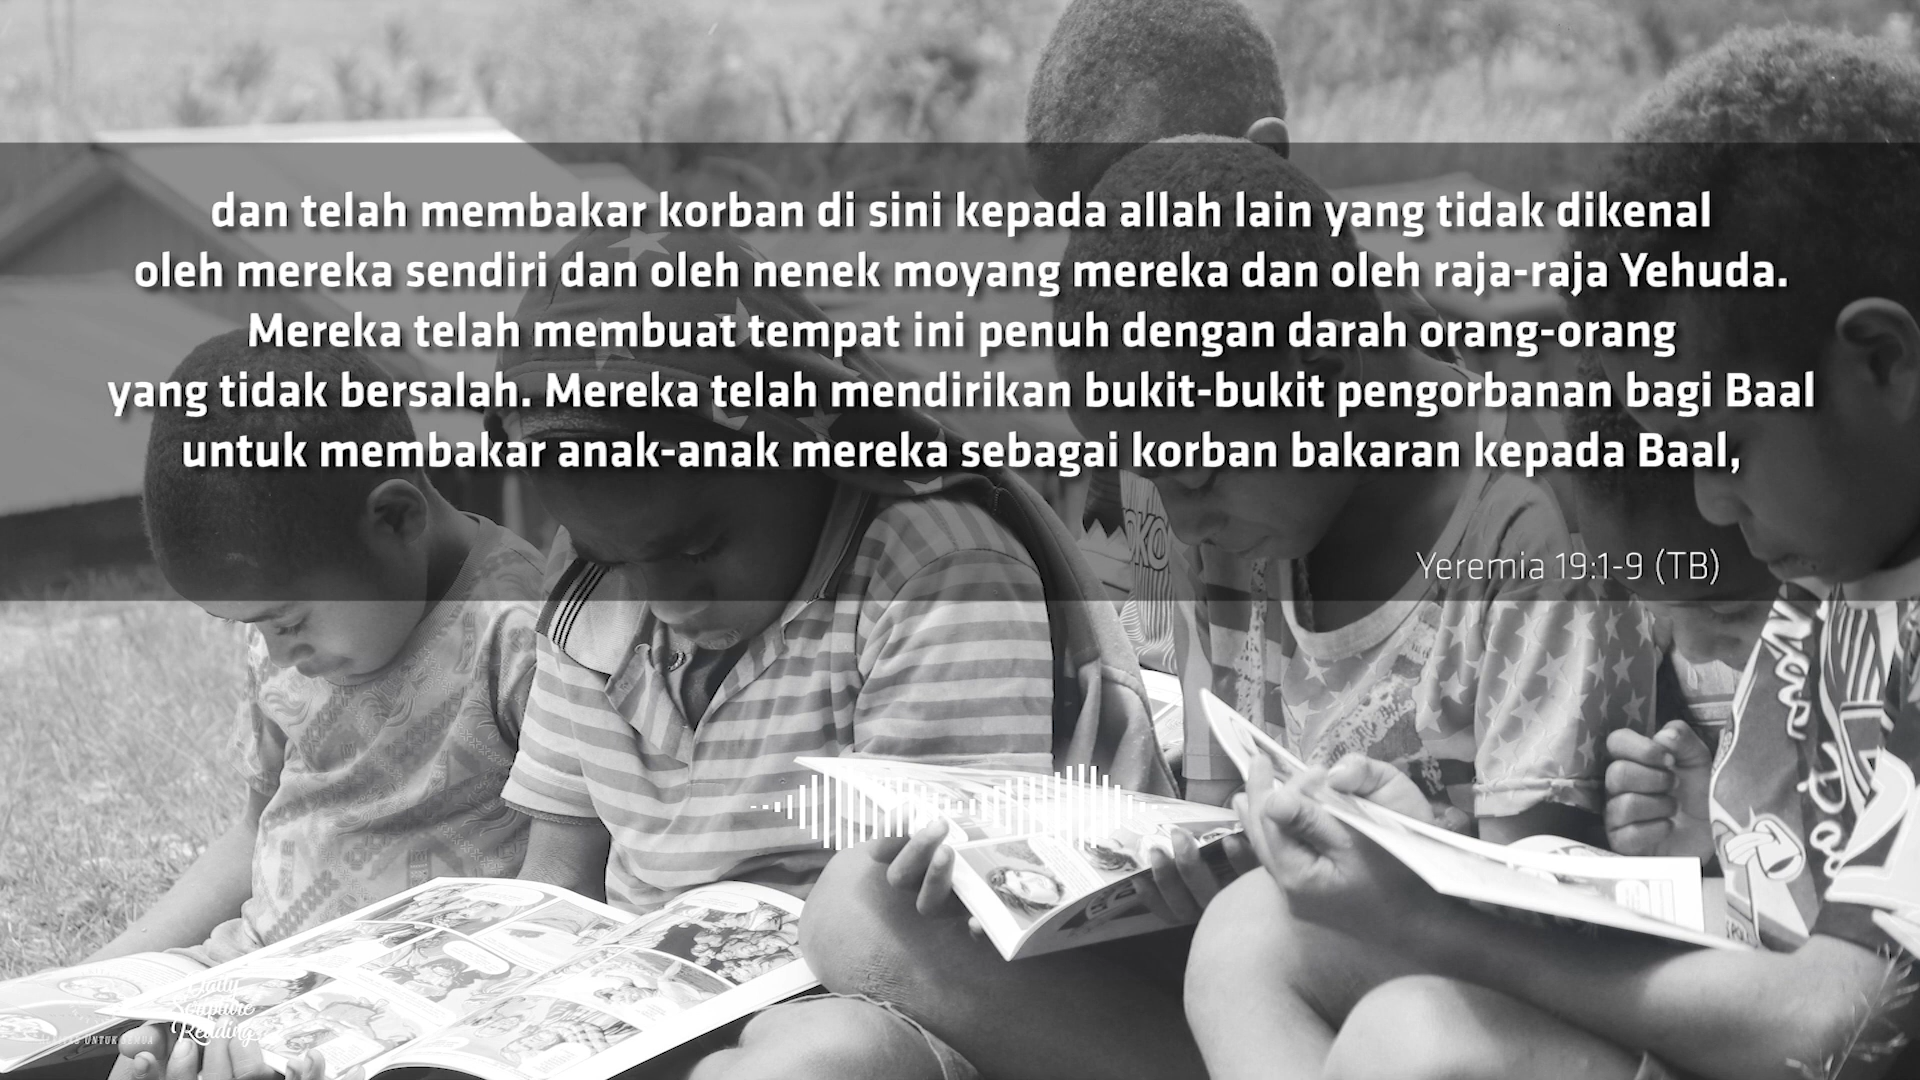 dan telah membakar korban di sini kepada allah lain yang tidak dikenal
oleh mereka sendiri dan oleh nenek moyang mereka dan oleh raja-raja Yehuda.
Mereka telah membuat tempat ini penuh dengan darah orang-orang
yang tidak bersalah. Mereka telah mendirikan bukit-bukit pengorbanan bagi Baal
untuk membakar anak-anak mereka sebagai korban bakaran kepada Baal,
Yeremia 19:1-9 (TB)
Daily
Scripture
Reading
UNTUK SEMUA